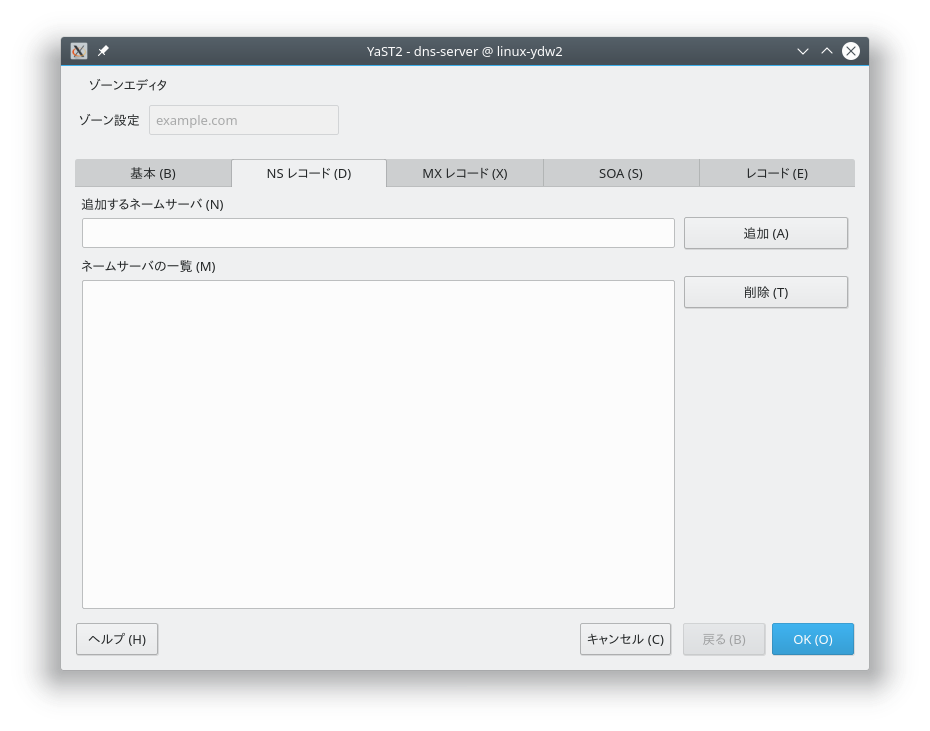 YaST2 - dns-server @ linux-ydw2
ゾーンエディタ
ゾーン設定 example.com
基本 (B) NS レコード (D) MX レコード (X) SOA (S) レコード (E)
追加するネームサーバ (N)
追加 (A)
ネームサーバの一覧 (M)
削除 (T)
ヘルプ (H) キャンセル (C) 戻る (B) OK (O)